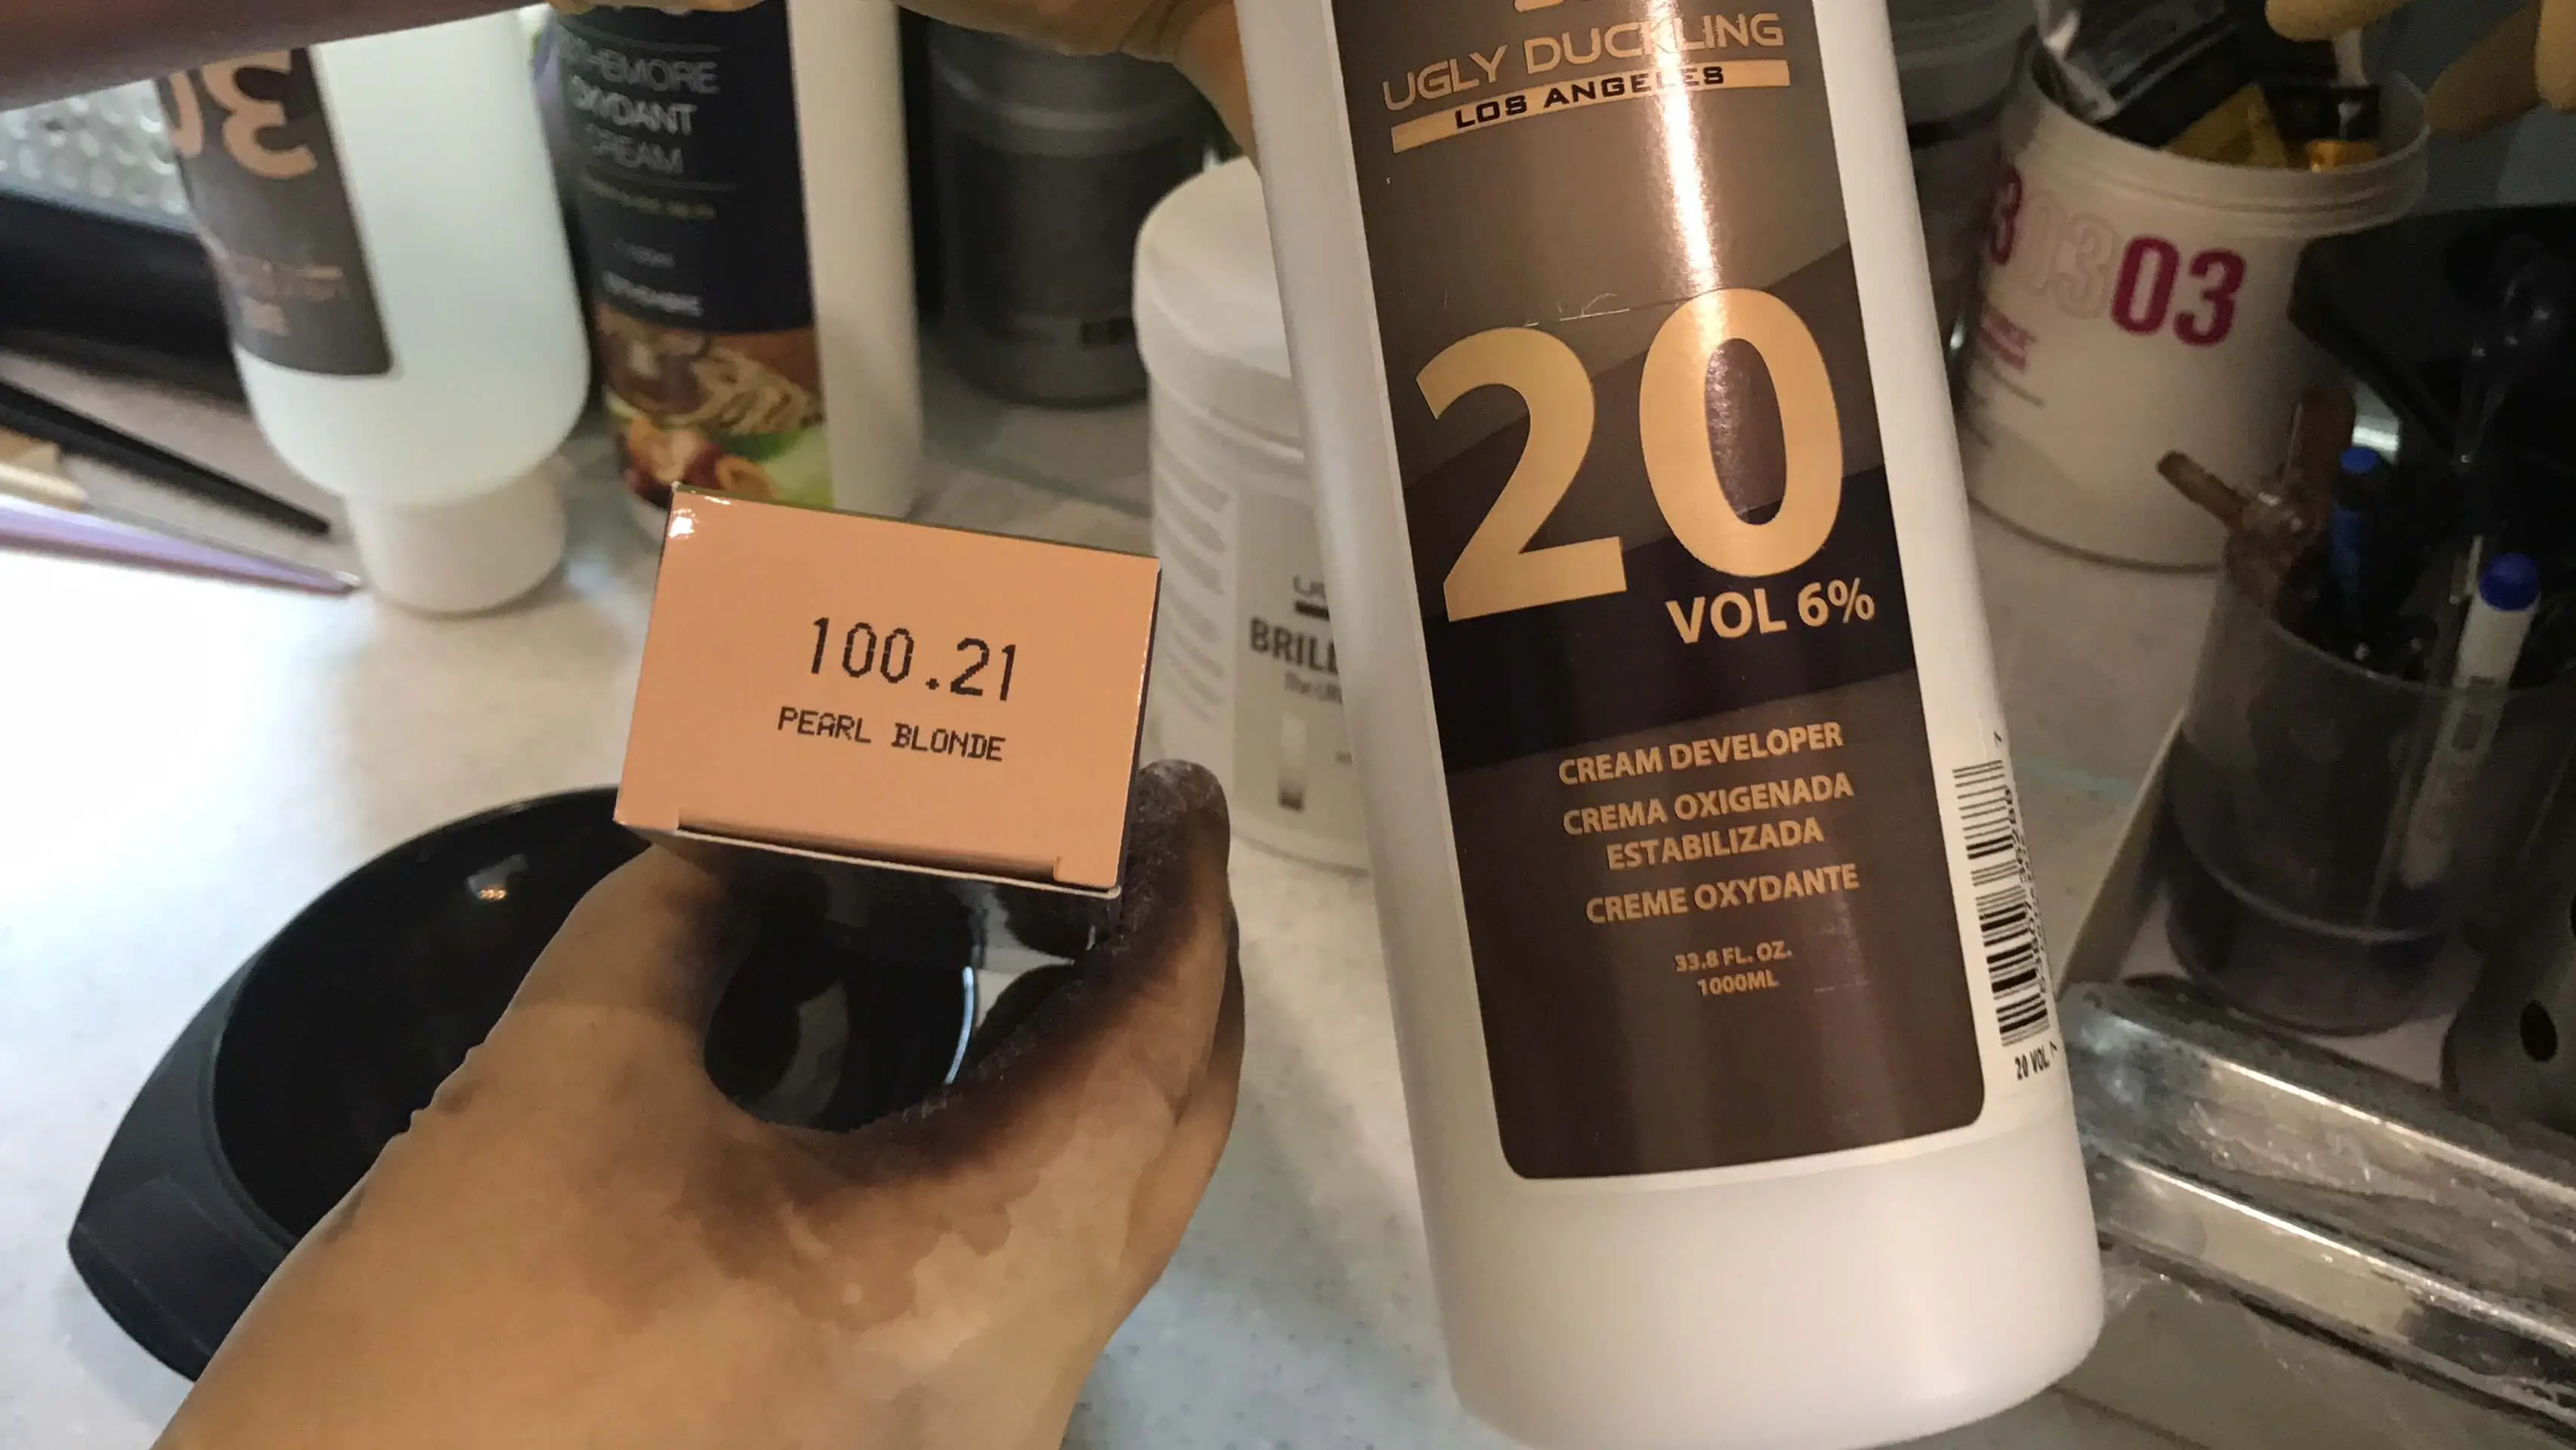 UGLY DUCKLING
LOS ANGELES
20
VOL 6%
CREAM DEVELOPER
CREMA OXIGENADA
ESTABILIZADA
CREME OXYDANTE
33.8 FL. OZ.
1000ML
20 VOL
100.21
PEARL BLONDE
30
OXYDANT
CREAM
BRILL
03